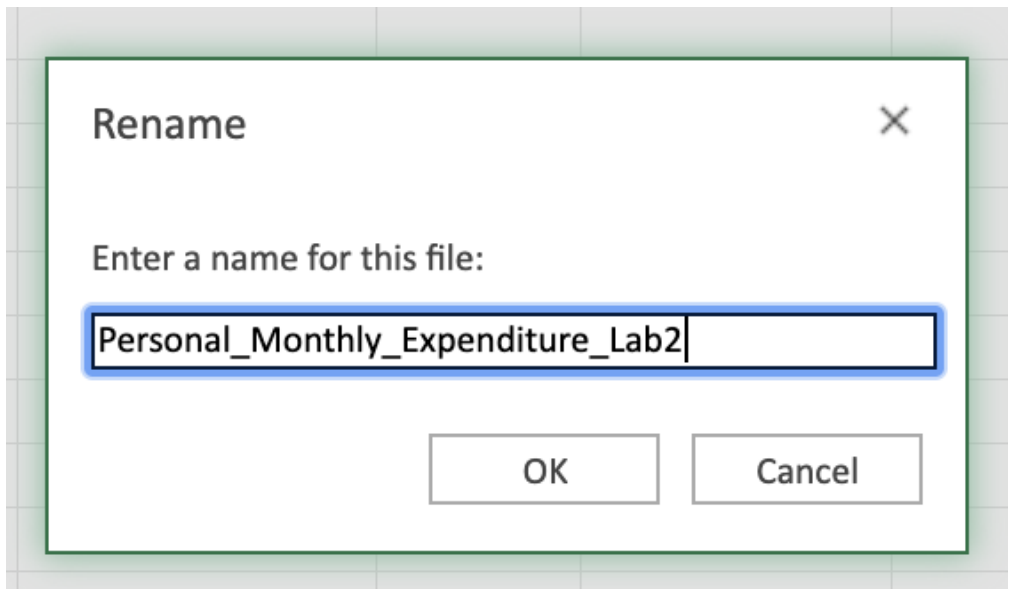 Rename
Enter a name for this file:
Personal_Monthly_Expenditure_Lab2
OK Cancel